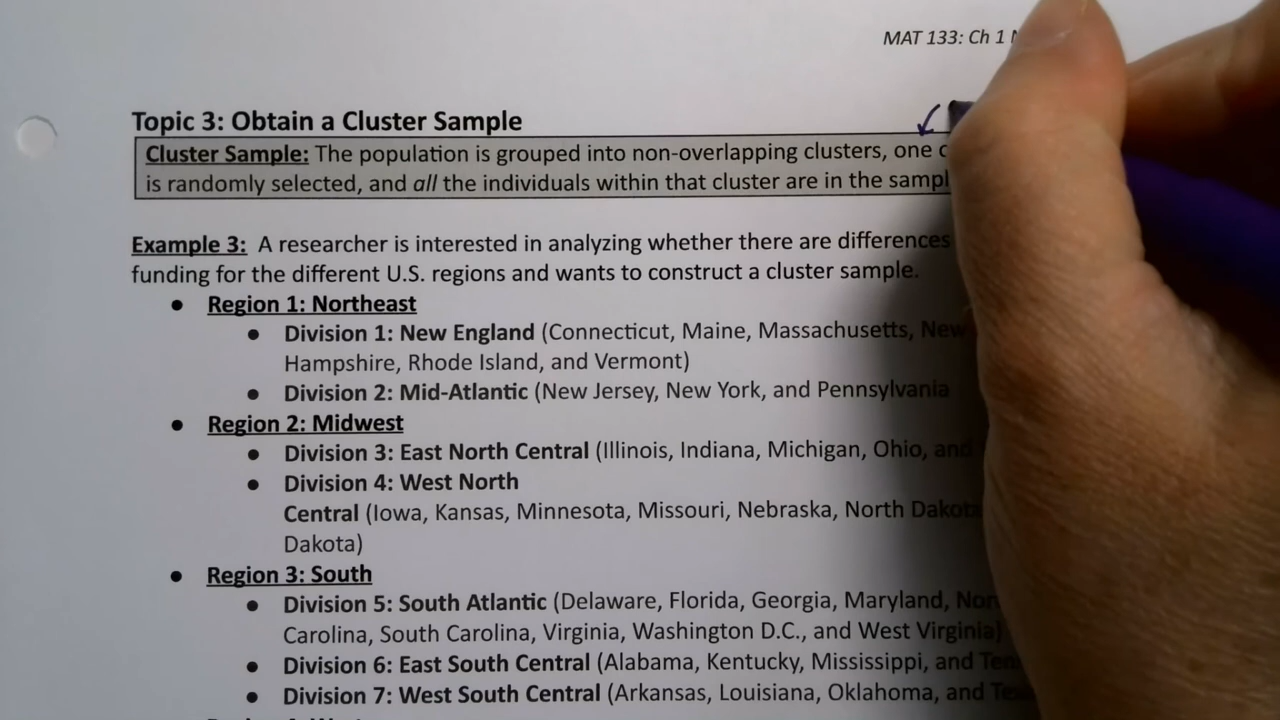 MAT 133: Ch 1
Topic 3: Obtain a Cluster Sample
Cluster Sample: The population is grouped into non-overlapping clusters, one
is randomly selected, and all the individuals within that cluster are in the
Example 3: A researcher is interested in analyzing whether there are differences
funding for the different U.S. regions and wants to construct a cluster sample.
● Region 1: Northeast
● Division 1: New England (Connecticut, Maine, Massachusetts, New
Hampshire, Rhode Island, and Vermont)
● Division 2: Mid-Atlantic (New Jersey, New York, and Pennsylvania
● Region 2: Midwest
● Division 3: East North Central (Illinois, Indiana, Michigan, Ohio, and
● Division 4: West North
Central (Iowa, Kansas, Minnesota, Missouri, Nebraska, North Dakota
Dakota)
● Region 3: South
● Division 5: South Atlantic (Delaware, Florida, Georgia, Maryland,
Carolina, South Carolina, Virginia, Washington D.C., and West Virginia)
● Division 6: East South Central (Alabama, Kentucky, Mississippi, and
● Division 7: West South Central (Arkansas, Louisiana, Oklahoma, and